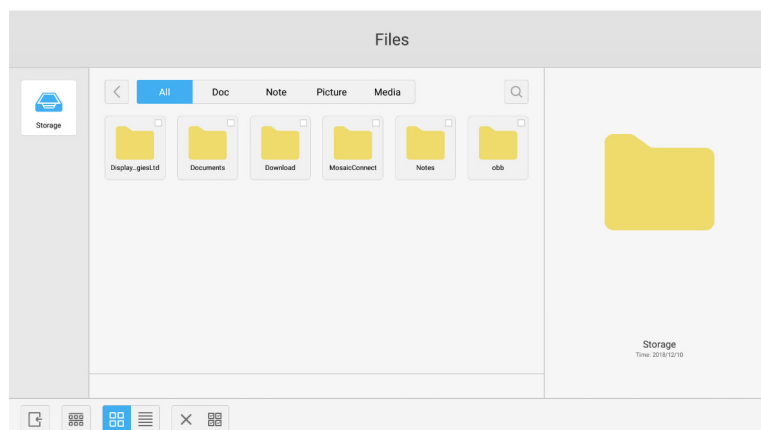 Files
Storage
All Doc Note Picture Media
Display...giesLtd Documents Download MosaicConnect Notes obb
Storage
Time: 2018/12/10